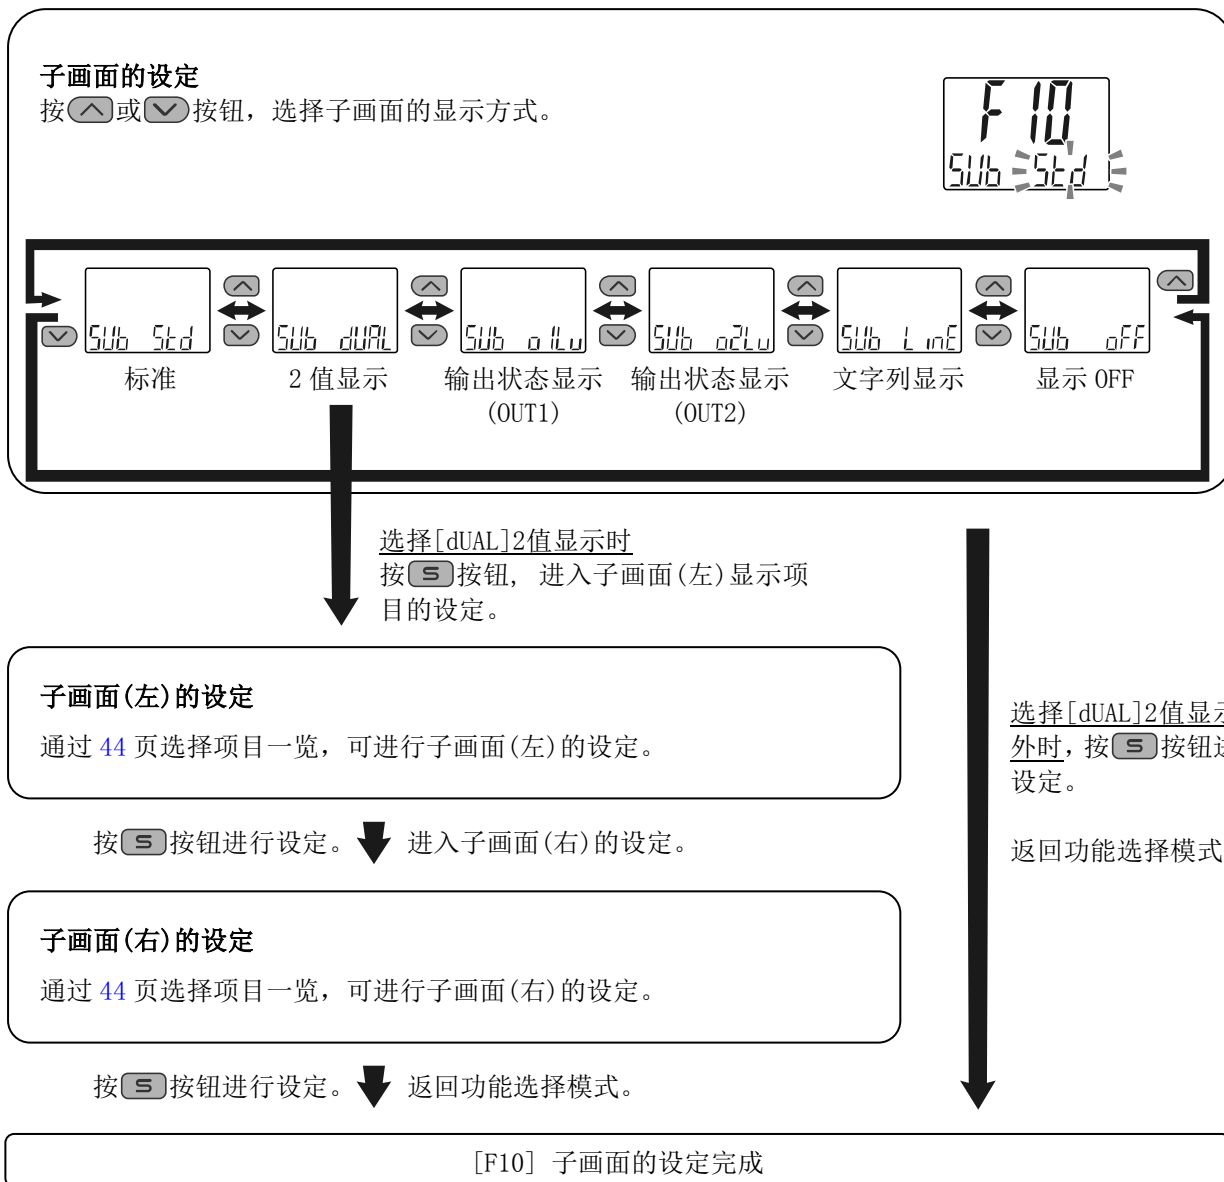 子画面的设定
按或按钮，选择子画面的显示方式。
F10
SUb Std
SUb Std
SUb dUAL
SUb o1Lu
SUb o2Lu
SUb LinE
SUb oFF
标准
2 值显示
输出状态显示
(OUT1)
输出状态显示
(OUT2)
文字列显示
显示 OFF
选择[dUAL]2值显示时
按 S 按钮, 进入子画面(左)显示项
目的设定。
子画面(左)的设定
通过 44 页选择项目一览，可进行子画面(左)的设定。
选择[dUAL]2值显
外时，按 S 按钮
设定。
按 S 按钮进行设定。 进入子画面(右)的设定。
返回功能选择模式
子画面(右)的设定
通过 44 页选择项目一览，可进行子画面(右)的设定。
按 S 按钮进行设定。 返回功能选择模式。
[F10] 子画面的设定完成